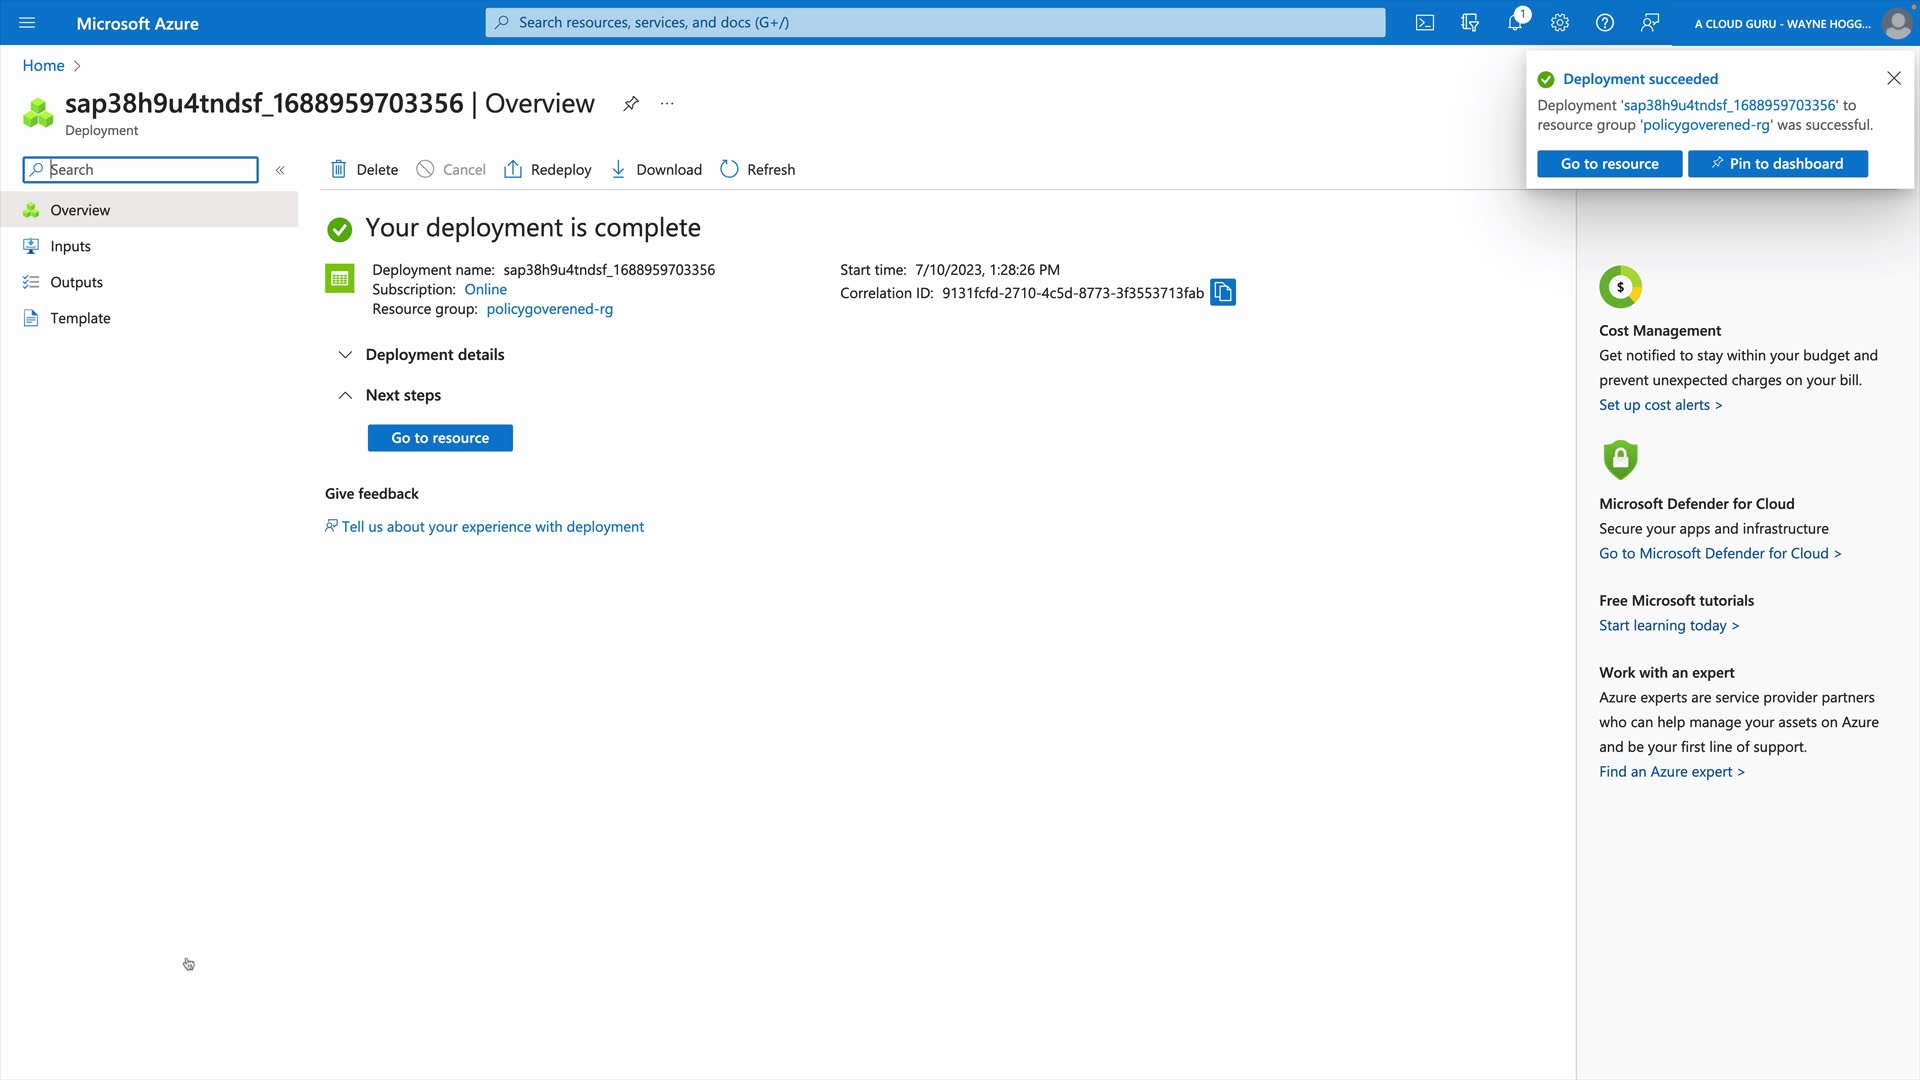 Microsoft Azure
Search resources, services, and docs (G+/)
1
A CLOUD GURU - WAYNE HOGG...
Home
sap38h9u4tndsf_1688959703356 | Overview
Deployment
Deployment succeeded
Deployment 'sap38h9u4tndsf_1688959703356' to
resource group 'policygoverened-rg' was successful.
Go to resource
Pin to dashboard
Search
Delete
Cancel
Redeploy
Download
Refresh
Overview
Inputs
Outputs
Template
Your deployment is complete
Deployment name: sap38h9u4tndsf_1688959703356
Subscription: Online
Resource group: policygoverened-rg
Start time: 7/10/2023, 1:28:26 PM
Correlation ID: 9131fcfd-2710-4c5d-8773-3f3553713fab
Deployment details
Next steps
Go to resource
Give feedback
Tell us about your experience with deployment
$
Cost Management
Get notified to stay within your budget and
prevent unexpected charges on your bill.
Set up cost alerts >
Microsoft Defender for Cloud
Secure your apps and infrastructure
Go to Microsoft Defender for Cloud >
Free Microsoft tutorials
Start learning today >
Work with an expert
Azure experts are service provider partners
who can help manage your assets on Azure
and be your first line of support.
Find an Azure expert >